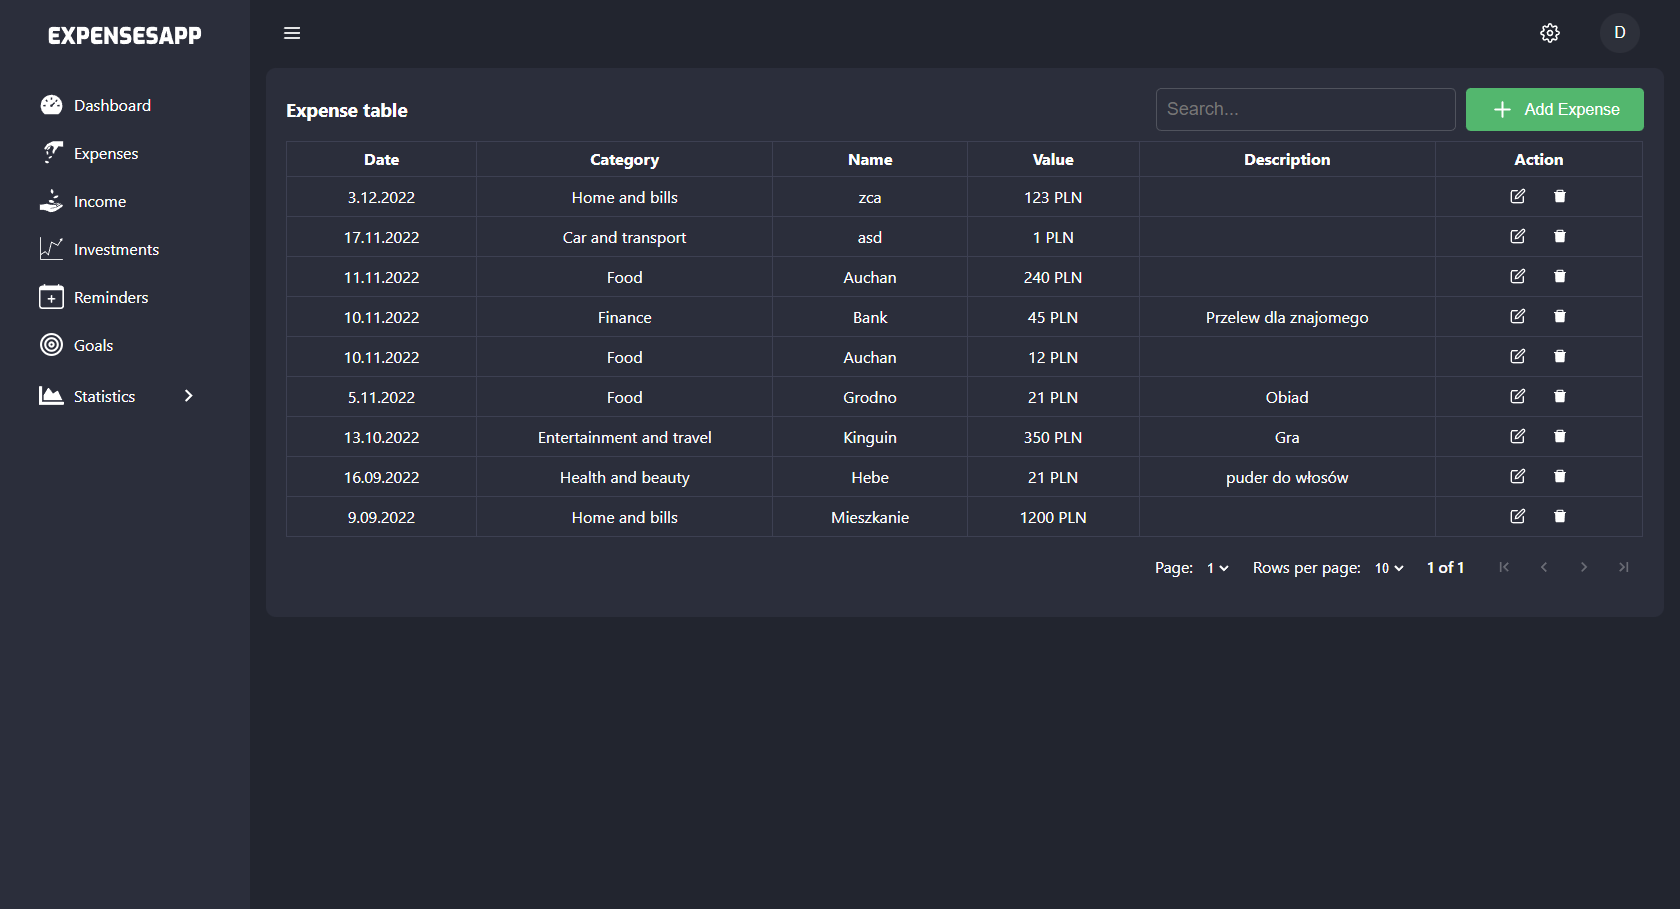 EXPENSESAPP
D
Dashboard
Expenses
Income
Investments
Reminders
Goals
Statistics
Expense table
Search...
Add Expense
Date Category Name Value Description Action
3.12.2022 Home and bills zca 123 PLN
17.11.2022 Car and transport asd 1 PLN
11.11.2022 Food Auchan 240 PLN
10.11.2022 Finance Bank 45 PLN Przelew dla znajomego
10.11.2022 Food Auchan 12 PLN
5.11.2022 Food Grodno 21 PLN Obiad
13.10.2022 Entertainment and travel Kinguin 350 PLN Gra
16.09.2022 Health and beauty Hebe 21 PLN puder do włosów
9.09.2022 Home and bills Mieszkanie 1200 PLN
Page: 1 Rows per page: 10 1 of 1